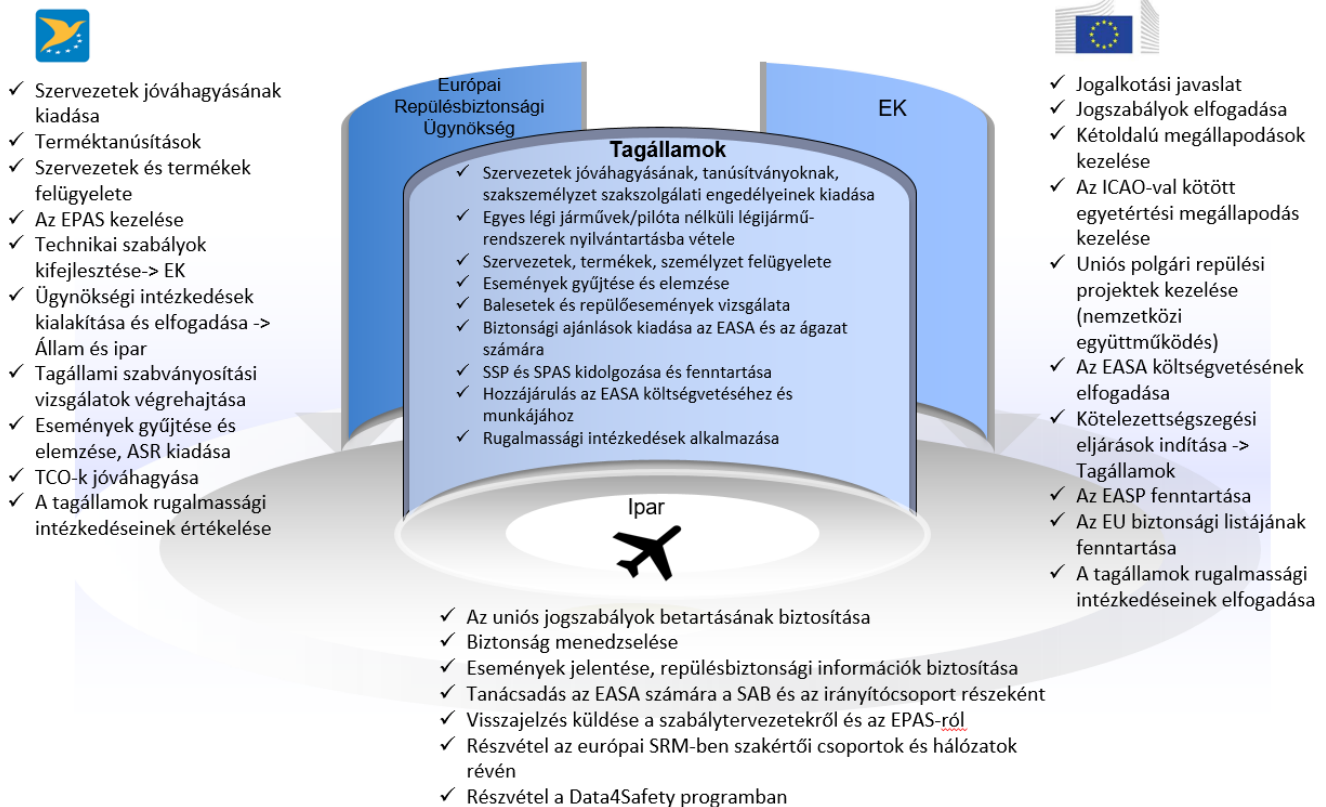 ✓ Szervezetek jóváhagyásának
kiadása
✓ Terméktanúsítások
✓ Szervezetek és termékek
felügyelete
✓ Az EPAS kezelése
✓ Technikai szabályok
kifejlesztése-> EK
✓ Ügynökségi intézkedések
kialakítása és elfogadása ->
Állam és ipar
✓ Tagállami szabványosítási
vizsgálatok végrehajtása
✓ Események gyűjtése és
elemzése, ASR kiadása
✓ TCO-k jóváhagyása
✓ A tagállamok rugalmassági
intézkedéseinek értékelése
Európai
Repülésbiztonsági
Ügynökség
EK
Tagállamok
✓ Szervezetek jóváhagyásának, tanúsítványoknak,
szakszemélyzet szakszolgálati engedélyeinek kiadása
✓ Egyes légi járművek/pilóta nélküli légijármű-
rendszerek nyilvántartásba vétele
✓ Szervezetek, termékek, személyzet felügyelete
✓ Események gyűjtése és elemzése
✓ Balesetek és repülőesemények vizsgálata
✓ Biztonsági ajánlások kiadása az EASA és az ágazat
számára
✓ SSP és SPAS kidolgozása és fenntartása
✓ Hozzájárulás az EASA költségvetéséhez és
munkájához
✓ Rugalmassági intézkedések alkalmazása
Ipar
✓ Jogalkotási javaslat
✓ Jogszabályok elfogadása
✓ Kétoldalú megállapodások
kezelése
✓ Az ICAO-val kötött
egyetértési megállapodás
kezelése
✓ Uniós polgári repülési
projektek kezelése
(nemzetközi
együttműködés)
✓ Az EASA költségvetésének
elfogadása
✓ Kötelezettségszegési
eljárások indítása ->
Tagállamok
✓ Az EASP fenntartása
✓ Az EU biztonsági listájának
fenntartása
✓ A tagállamok rugalmassági
intézkedéseinek elfogadása
✓ Az uniós jogszabályok betartásának biztosítása
✓ Biztonság menedzselése
✓ Események jelentése, repülésbiztonsági információk biztosítása
✓ Tanácsadás az EASA számára a SAB és az irányítócsoport részeként
✓ Visszajelzés küldése a szabálytervezetekről és az EPAS-ról
✓ Részvétel az európai SRM-ben szakértői csoportok és hálózatok
révén
✓ Részvétel a Data4Safety programban